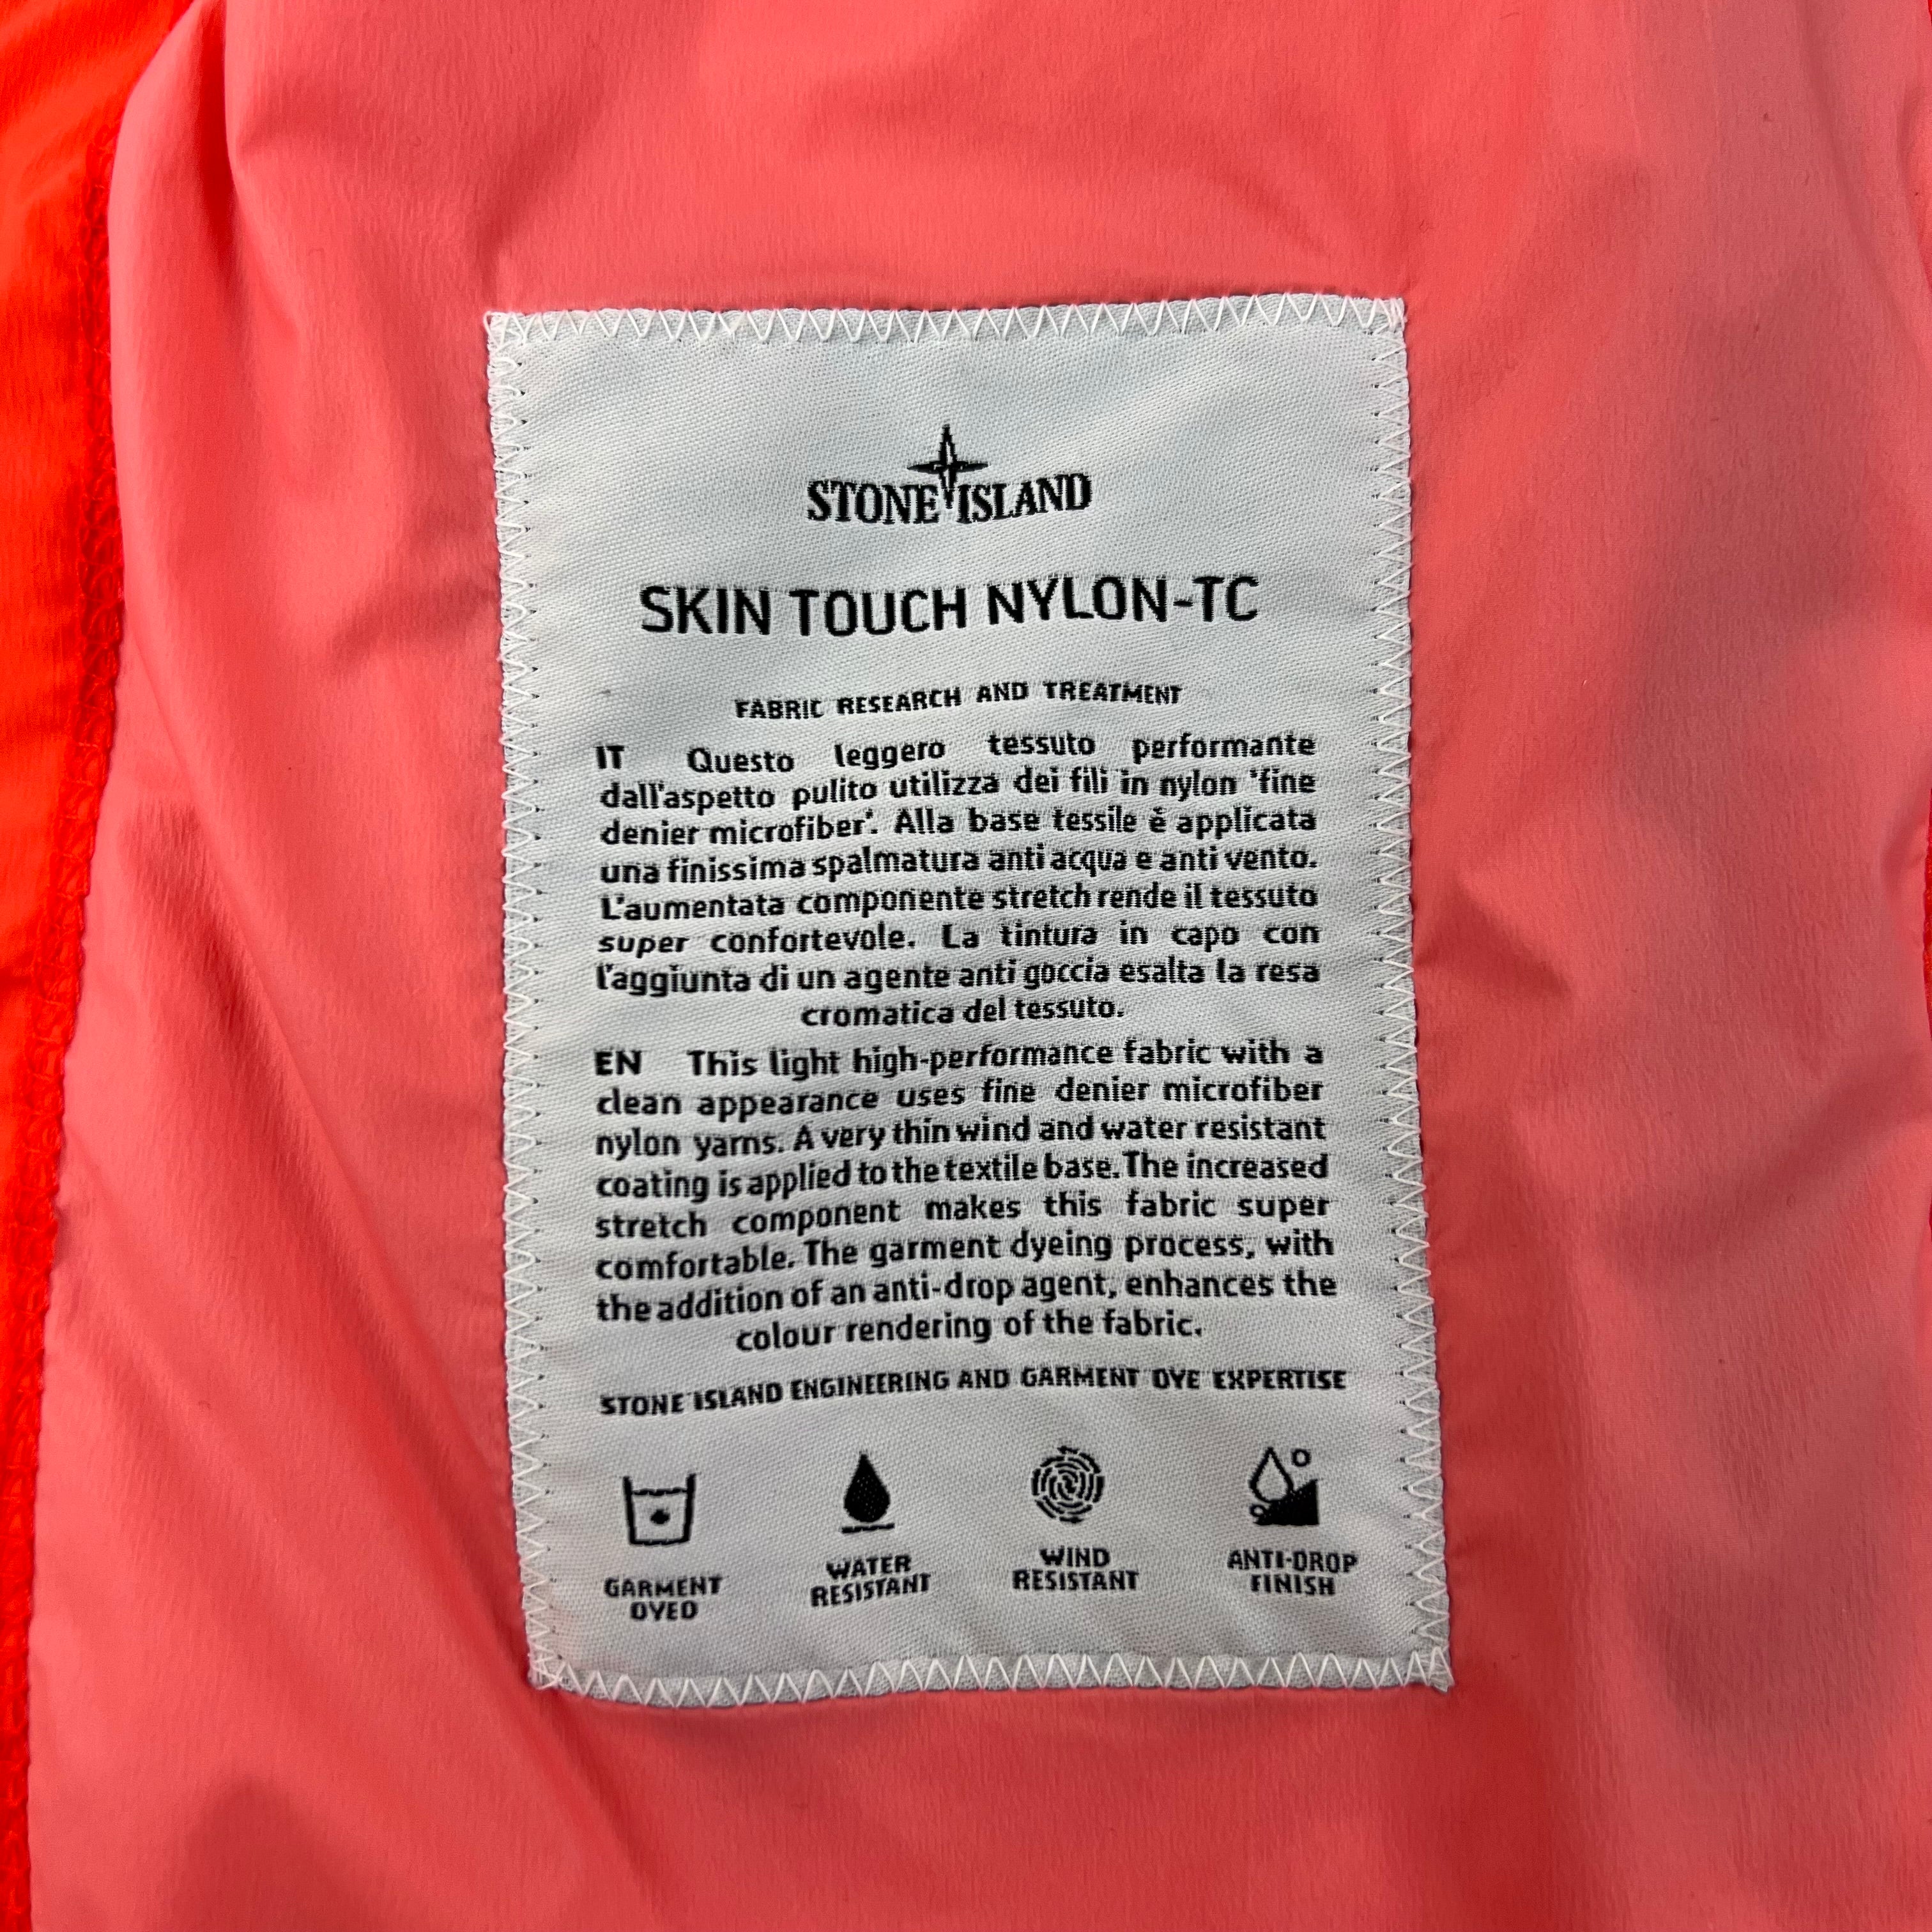 STONE ISLAND
SKIN TOUCH NYLON-TC
FABRIC RESEARCH AND TREATMENT
IT Questo leggero tessuto performante
dall'aspetto pulito utilizza dei fili in nylon 'fine
denier microfiber'. Alla base tessile è applicata
una finissima spalmatura anti acqua e anti vento.
L'aumentata componente stretch rende il tessuto
super confortevole. La tintura in capo con
l'aggiunta di un agente anti goccia esalta la resa
cromatica del tessuto.
EN This light high-performance fabric with a
clean appearance uses fine denier microfiber
nylon yarns. A very thin wind and water resistant
coating is applied to the textile base. The increased
stretch component makes this fabric super
comfortable. The garment dyeing process, with
the addition of an anti-drop agent, enhances the
colour rendering of the fabric.
STONE ISLAND ENGINEERING AND GARMENT DYE EXPERTISE
GARMENT
DYED
WATER
RESISTANT
WIND
RESISTANT
ANTI-DROP
FINISH